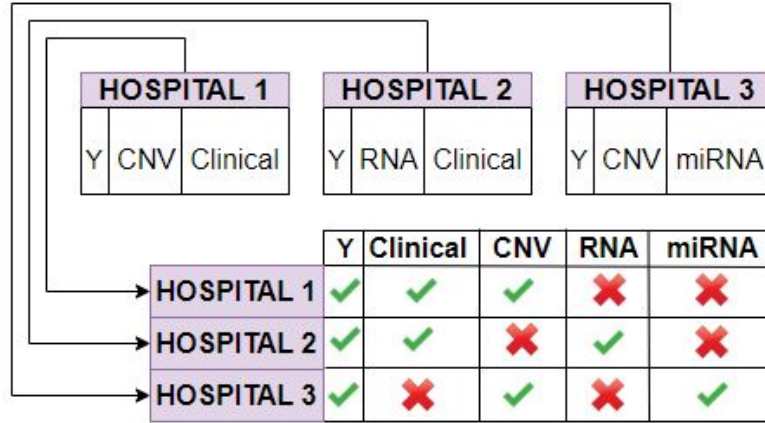 HOSPITAL 1 HOSPITAL 2 HOSPITAL 3
Y CNV Clinical Y RNA Clinical Y CNV miRNA
Y Clinical CNV RNA miRNA
HOSPITAL 1
HOSPITAL 2
HOSPITAL 3